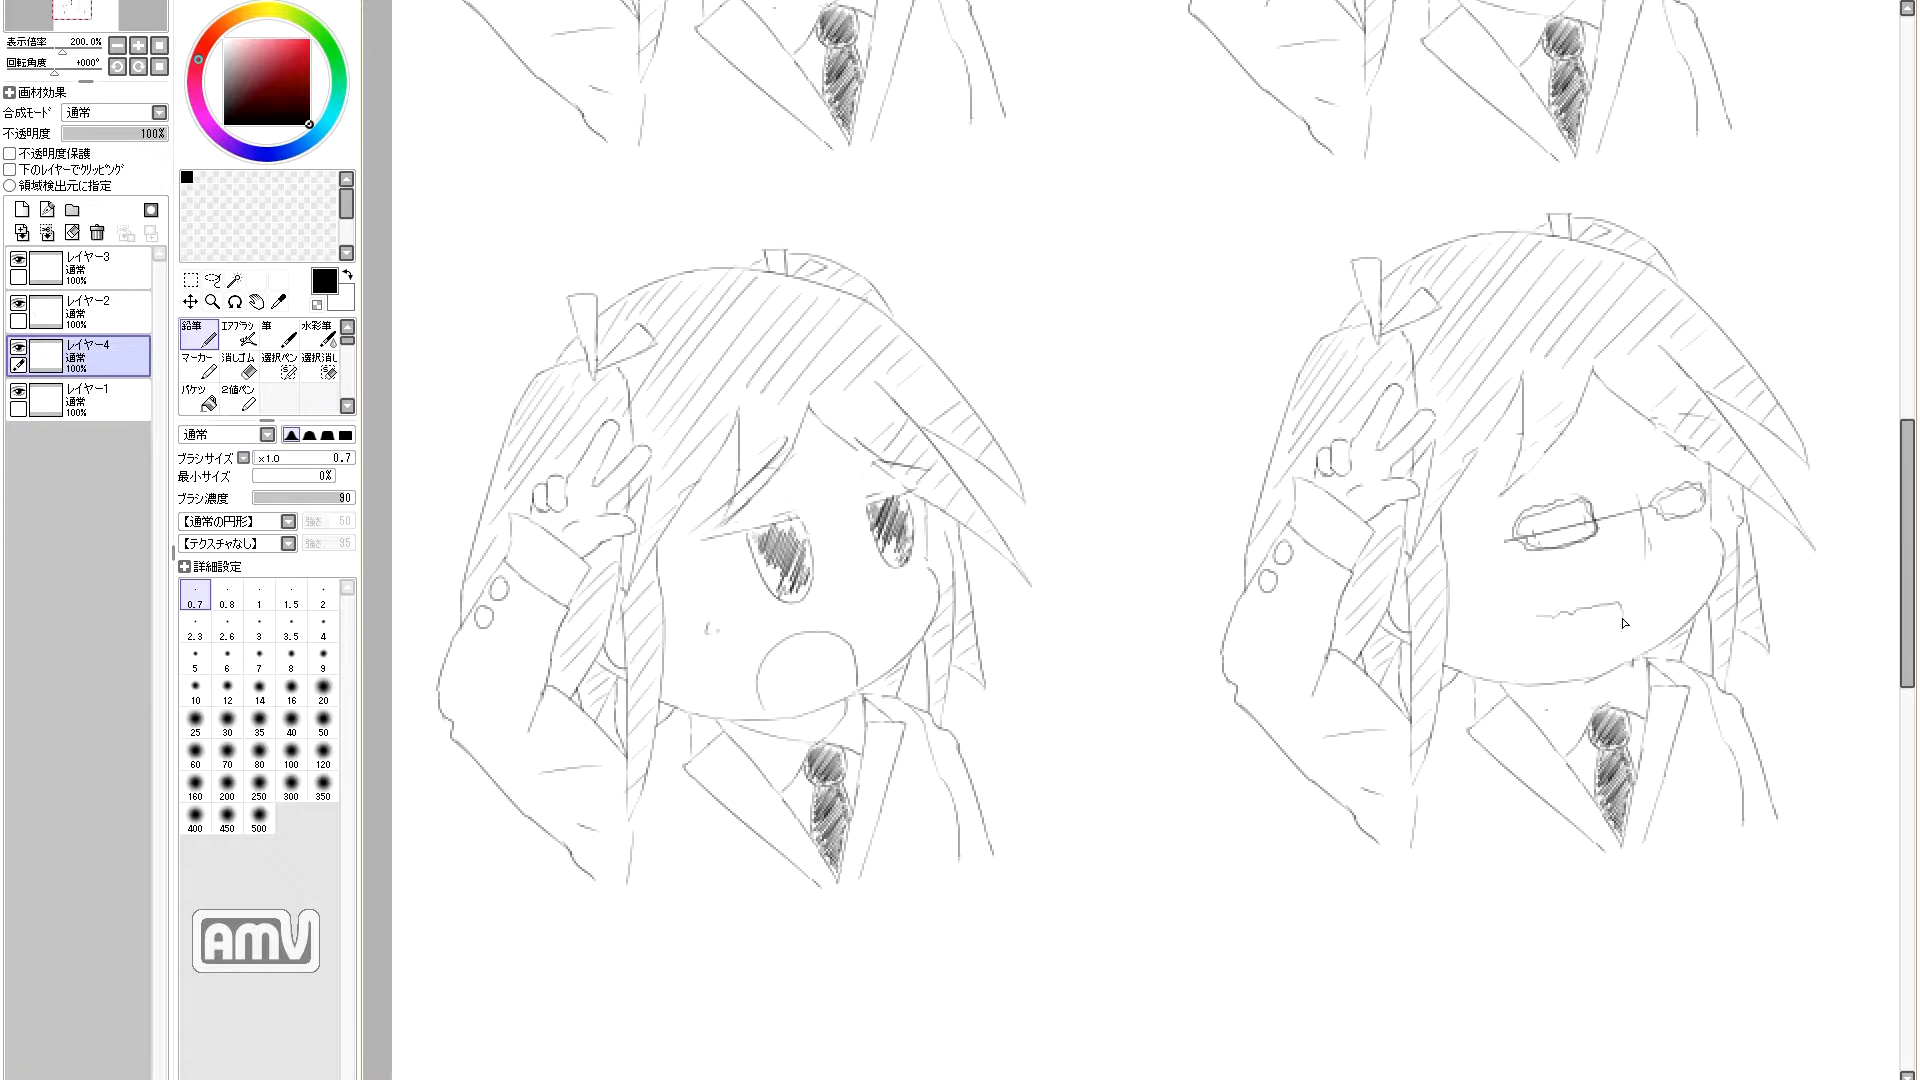 表示倍率 200.0%
回転角度 +000°
画材効果
合成モード 通常
不透明度 100%
不透明度保護
下のレイヤーでクリッピング
領域検出元に指定
レイヤー3
通常
100%
レイヤー2
通常
100%
レイヤー4
通常
100%
レイヤー1
通常
100%
鉛筆 エアブラシ 筆 水彩筆
マーカー 消しゴム 選択ペン 選択消し
バケツ 2値ペン
通常
ブラシサイズ x1.0 0.7
最小サイズ 0%
ブラシ濃度 90
【通常の円形】 強さ 50
【テクスチャなし】 強さ 95
詳細設定
0.7 0.8 1 1.5 2
2.3 2.6 3 3.5 4
5 6 7 8 9
10 12 14 16 20
25 30 35 40 50
60 70 80 100 120
160 200 250 300 350
400 450 500
AMV